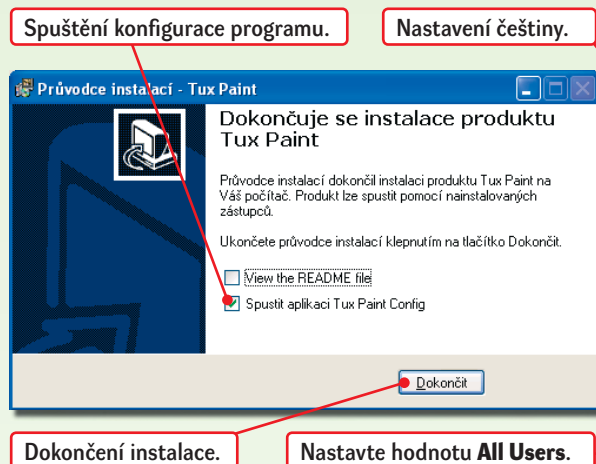 Spuštění konfigurace programu.
Nastavení češtiny.
Průvodce instalací - Tux Paint
Dokončuje se instalace produktu
Tux Paint
Průvodce instalací dokončil instalaci produktu Tux Paint na
Váš počítač. Produkt lze spustit pomocí nainstalovaných
zástupců.
Ukončete průvodce instalací klepnutím na tlačítko Dokončit.
View the README file
Spustit aplikaci Tux Paint Config
Dokončit
Dokončení instalace.
Nastavte hodnotu All Users.